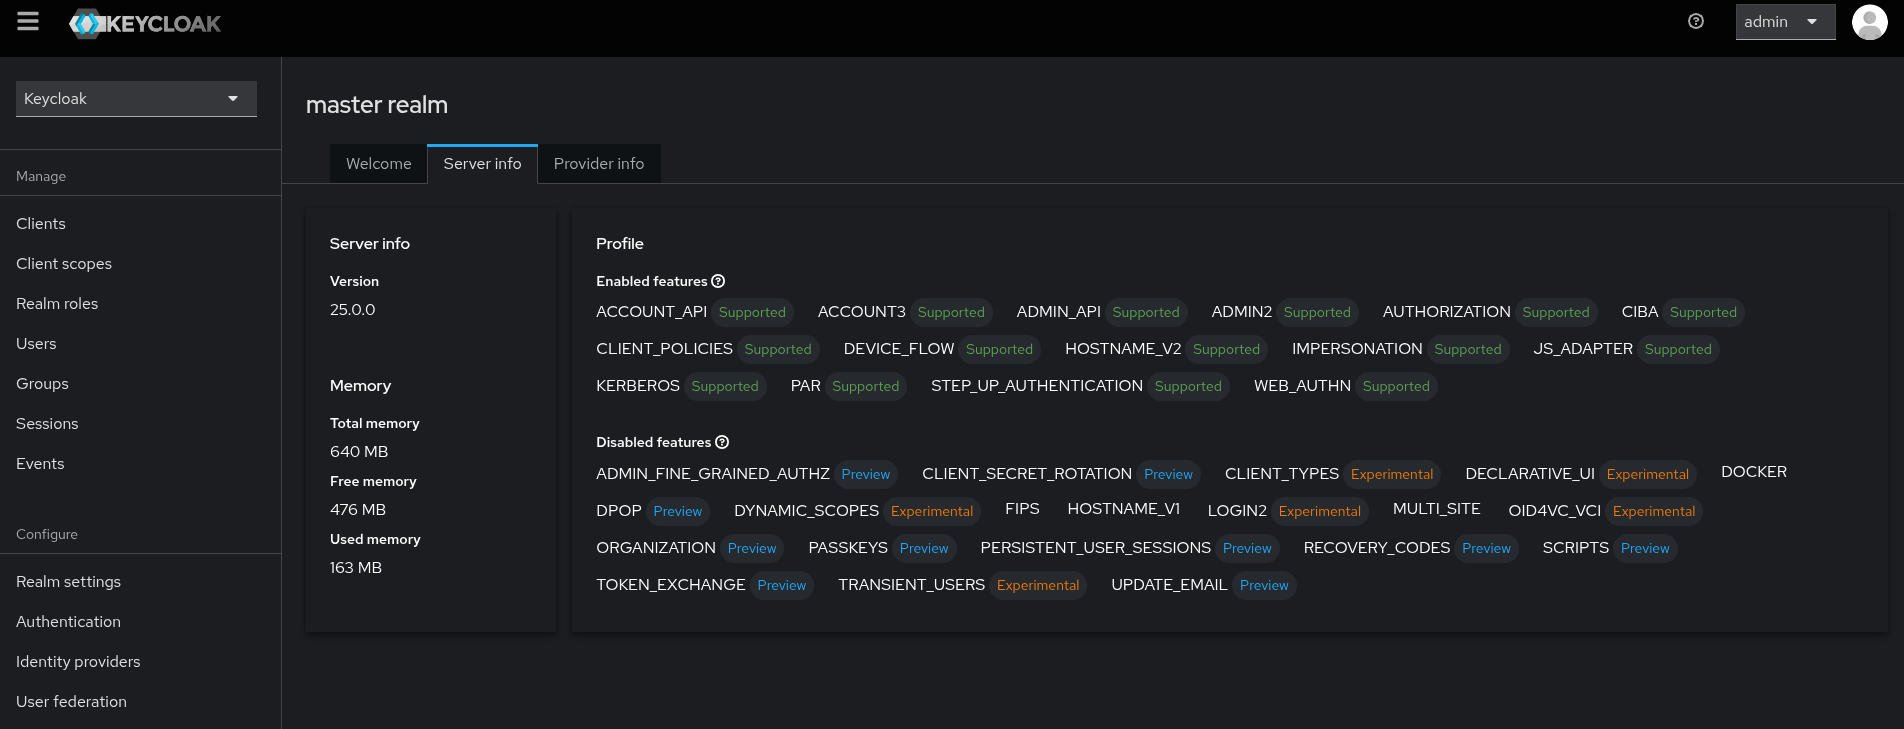 KEYCLOAK
admin
Keycloak
Manage
Clients
Client scopes
Realm roles
Users
Groups
Sessions
Events
Configure
Realm settings
Authentication
Identity providers
User federation
master realm
Welcome Server info Provider info
Server info
Version
25.0.0
Memory
Total memory
640 MB
Free memory
476 MB
Used memory
163 MB
Profile
Enabled features
ACCOUNT_API Supported ACCOUNT3 Supported ADMIN_API Supported ADMIN2 Supported AUTHORIZATION Supported CIBA Supported
CLIENT_POLICIES Supported DEVICE_FLOW Supported HOSTNAME_V2 Supported IMPERSONATION Supported JS_ADAPTER Supported
KERBEROS Supported PAR Supported STEP_UP_AUTHENTICATION Supported WEB_AUTHN Supported
Disabled features
ADMIN_FINE_GRAINED_AUTHZ Preview CLIENT_SECRET_ROTATION Preview CLIENT_TYPES Experimental DECLARATIVE_UI Experimental DOCKER
DPOP Preview DYNAMIC_SCOPES Experimental FIPS HOSTNAME_V1 LOGIN2 Experimental MULTI_SITE OID4VC_VCI Experimental
ORGANIZATION Preview PASSKEYS Preview PERSISTENT_USER_SESSIONS Preview RECOVERY_CODES Preview SCRIPTS Preview
TOKEN_EXCHANGE Preview TRANSIENT_USERS Experimental UPDATE_EMAIL Preview